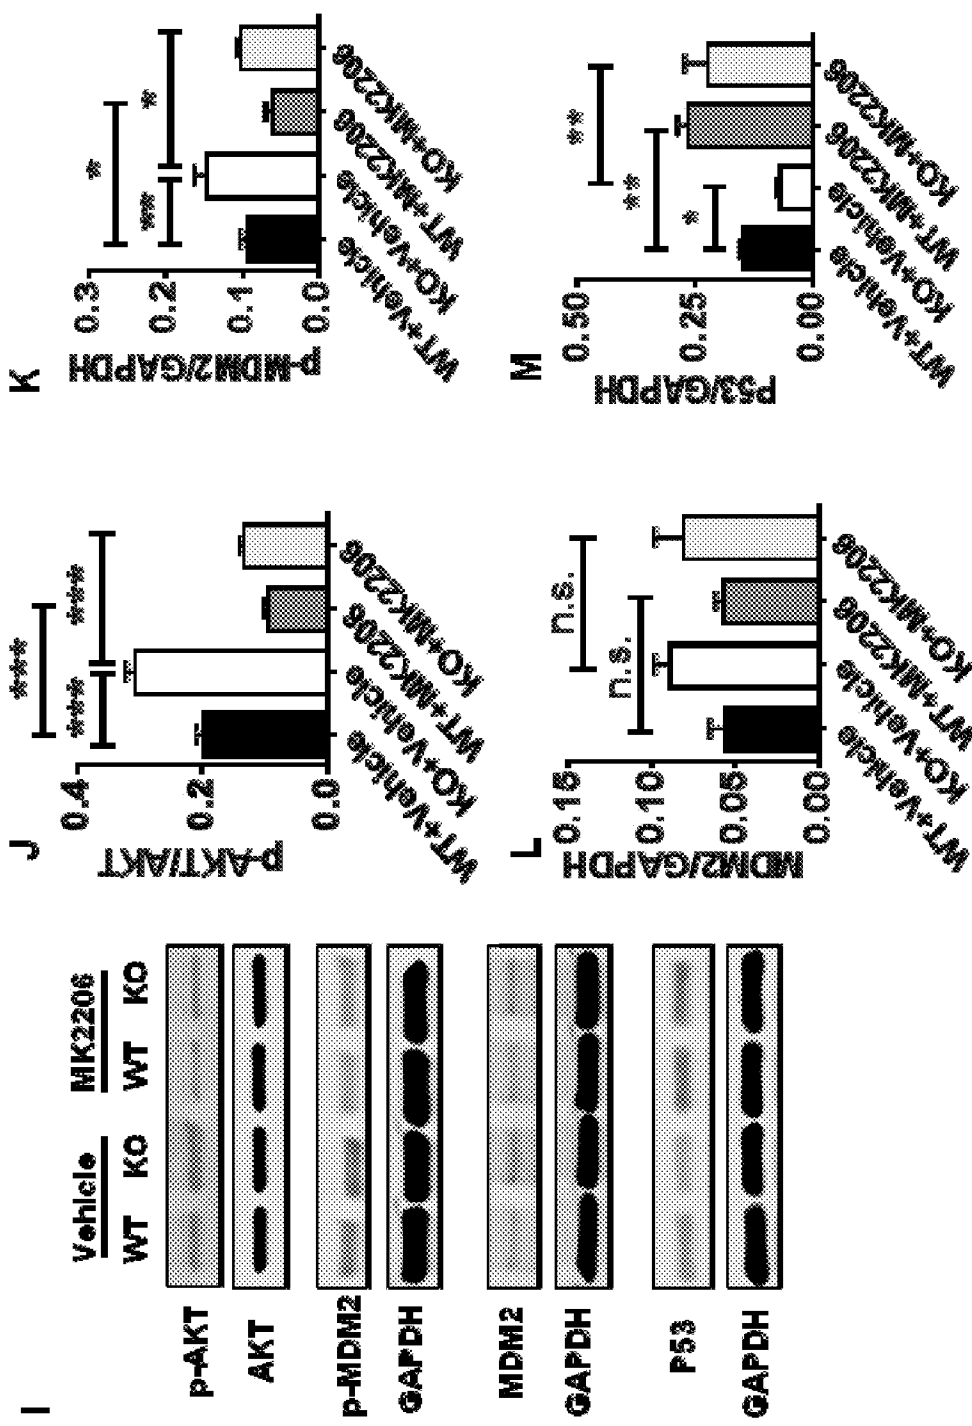 I
Vehicle MK2206
WT KO WT KO
p-AKT
AKT
p-MDM2
GAPDH
MDM2
GAPDH
P53
GAPDH
J
p-AKT/AKT
0.4
0.2
0.0
***
*** ***
WT+Vehicle
KO+Vehicle
WT+MK2206
KO+MK2206
K
p-MDM2/GAPDH
0.3
0.2
0.1
0.0
*
** *
WT+Vehicle
KO+Vehicle
WT+MK2206
KO+MK2206
L
MDM2/GAPDH
0.15
0.10
0.05
0.00
n.s.
n.s.
WT+Vehicle
KO+Vehicle
WT+MK2206
KO+MK2206
M
P53/GAPDH
0.50
0.25
0.00
**
**
*
WT+Vehicle
KO+Vehicle
WT+MK2206
KO+MK2206